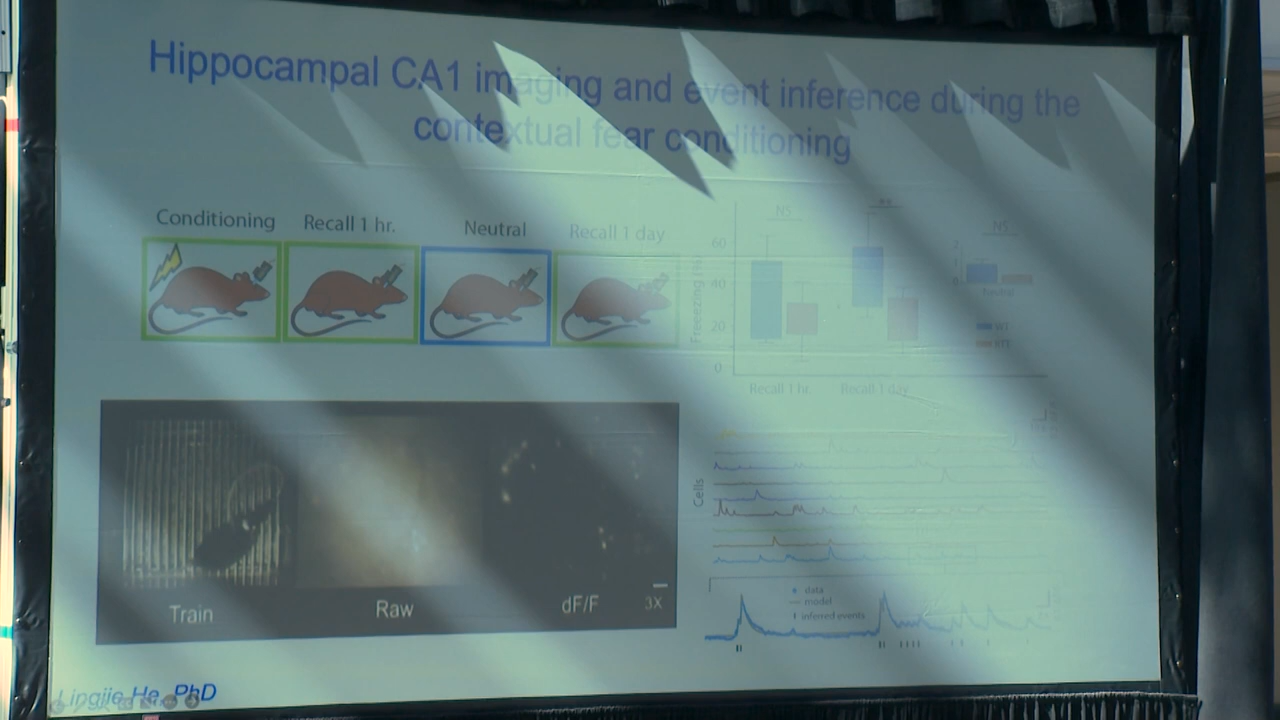 Hippocampal CA1 imaging and event inference during the
contextual fear conditioning
Conditioning
Recall 1 hr.
Neutral
Recall 1 day
60
40
20
0
NS
**
NS
2
0
Recall 1 hr
Recall 1 day
Train
Raw
dF/F
3X
Cells
data
model
inferred events
Lingjie He, PhD